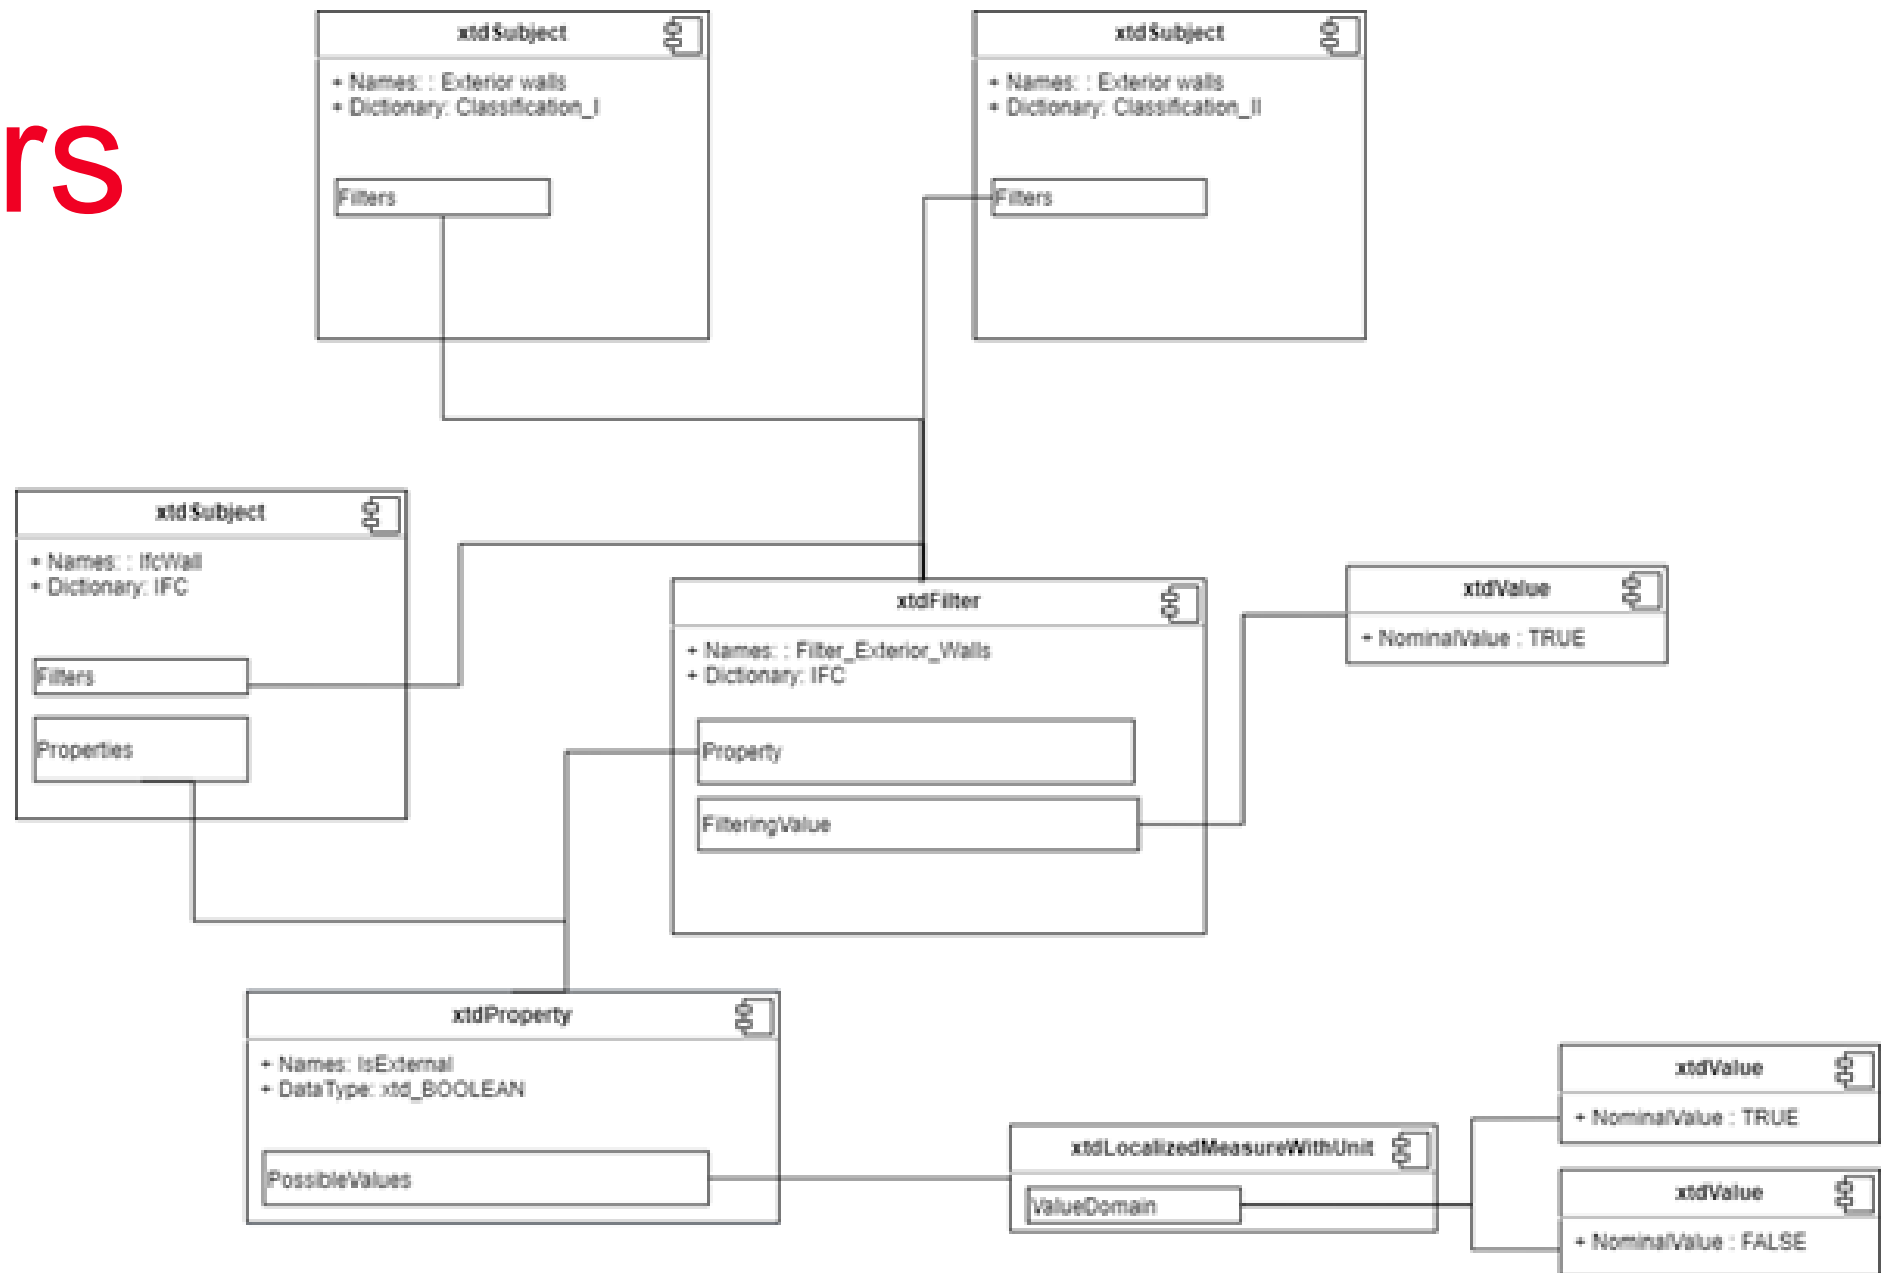 rs
xtdSubject
+ Names: : Exterior walls
+ Dictionary: Classification_I
Filters
xtdSubject
+ Names: : Exterior walls
+ Dictionary: Classification_II
Filters
xtdSubject
+ Names: : IfcWall
+ Dictionary: IFC
Filters
Properties
xtdFilter
+ Names: : Filter_Exterior_Walls
+ Dictionary: IFC
Property
FilteringValue
xtdValue
+ NominalValue : TRUE
xtdProperty
+ Names: IsExternal
+ DataType: xtd_BOOLEAN
PossibleValues
xtdLocalizedMeasureWithUnit
ValueDomain
xtdValue
+ NominalValue : TRUE
xtdValue
+ NominalValue : FALSE